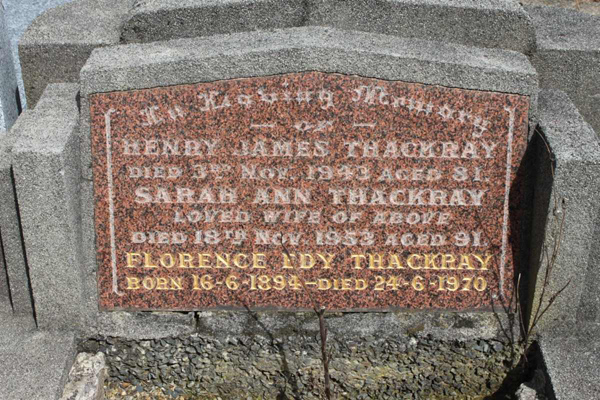 In Loving Memory
— OF —
HENRY JAMES THACKRAY
DIED 3RD NOV. 1943 AGED 81.
SARAH ANN THACKRAY
LOVED WIFE OF ABOVE
DIED 18TH NOV. 1953 AGED 91.
FLORENCE THACKRAY
BORN 16-6-1894-DIED 24-6-1970